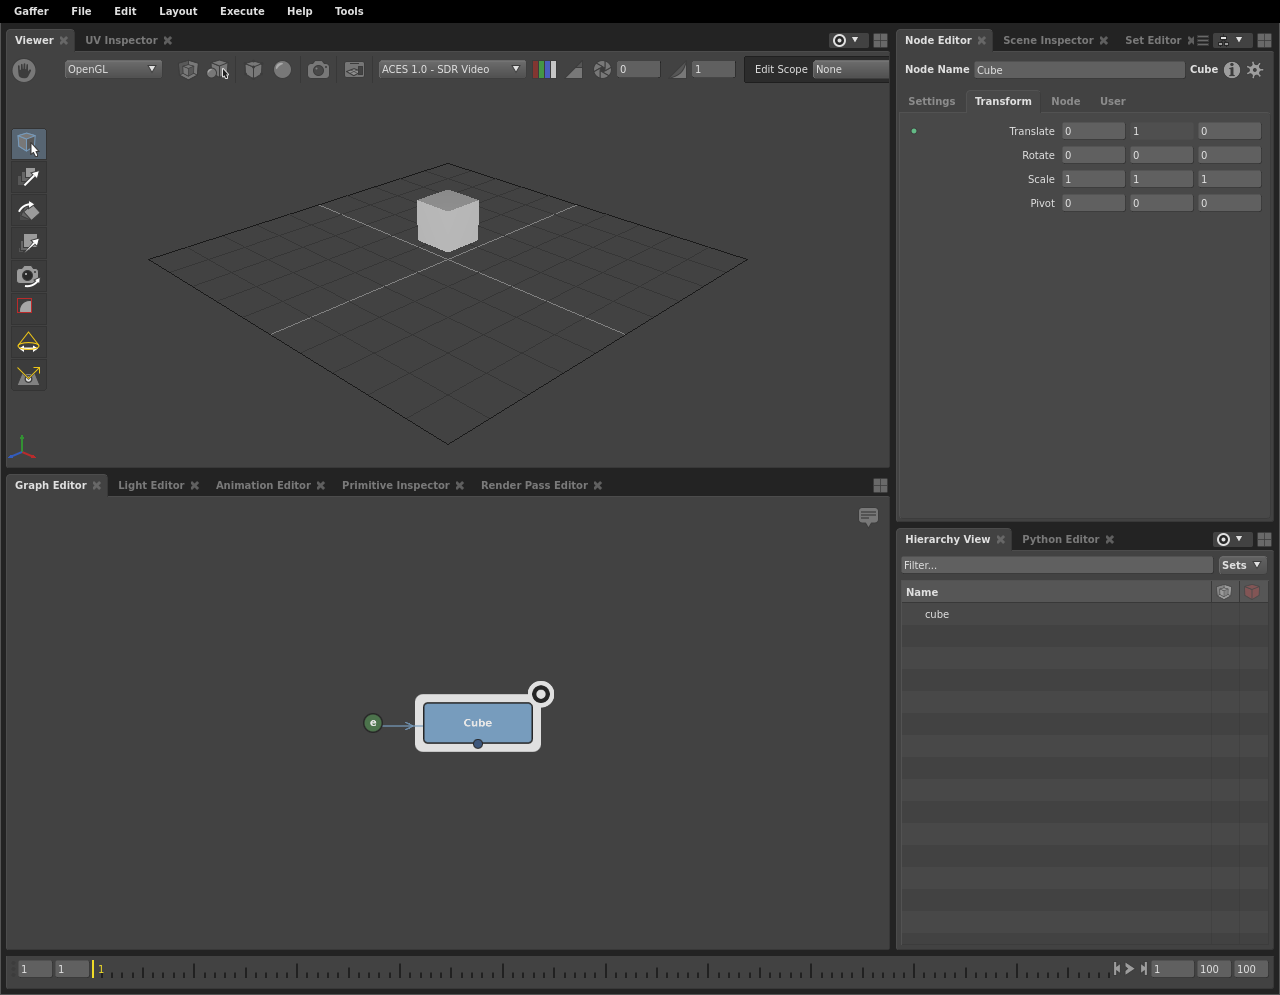 Gaffer File Edit Layout Execute Help Tools
Viewer UV Inspector
OpenGL ACES 1.0 - SDR Video 0 1 Edit Scope None
Node Editor Scene Inspector Set Editor
Node Name Cube Cube
Settings Transform Node User
Translate 0 1 0
Rotate 0 0 0
Scale 1 1 1
Pivot 0 0 0
Graph Editor Light Editor Animation Editor Primitive Inspector Render Pass Editor
e Cube
Hierarchy View Python Editor
Filter... Sets
Name
cube
1 1 1 1 100 100